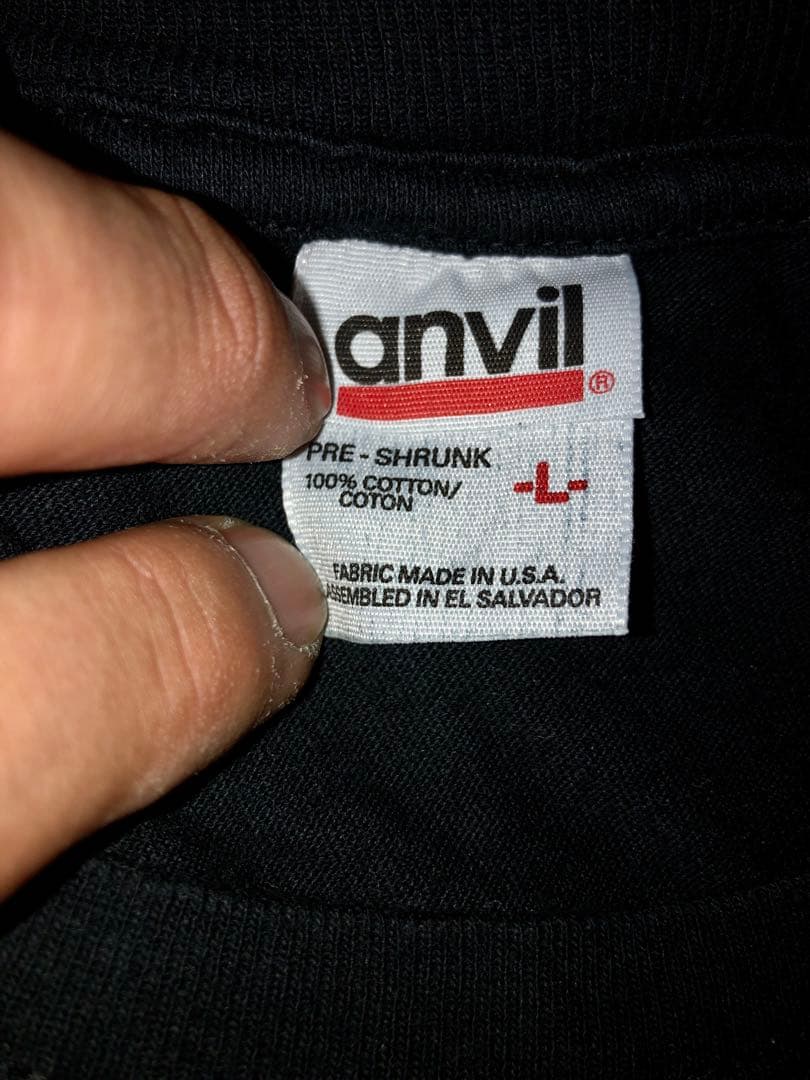 anvil ®
PRE - SHRUNK
100% COTTON/
COTON
-L-
FABRIC MADE IN U.S.A.
ASSEMBLED IN EL SALVADOR